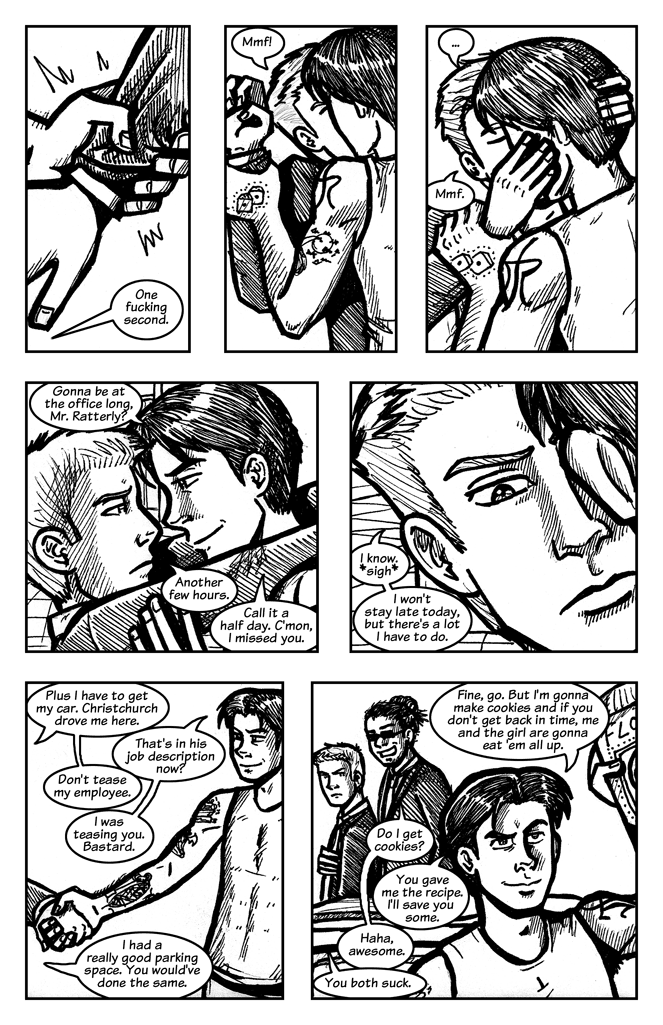 One
fucking
second.
Mmf!
...
Mmf.
Gonna be at
the office long,
Mr. Ratterly?
Another
few hours.
Call it a
half day. C'mon,
I missed you.
I know.
*sigh*
I won't
stay late today,
but there's a lot
I have to do.
Plus I have to get
my car. Christchurch
drove me here.
That's in his
job description
now?
Don't tease
my employee.
I was
teasing you.
Bastard.
I had a
really good parking
space. You would've
done the same.
Fine, go. But I'm gonna
make cookies and if you
don't get back in time, me
and the girl are gonna
eat 'em all up.
FLO
Do I get
cookies?
You gave
me the recipe.
I'll save you
some.
Haha,
awesome.
You both suck.